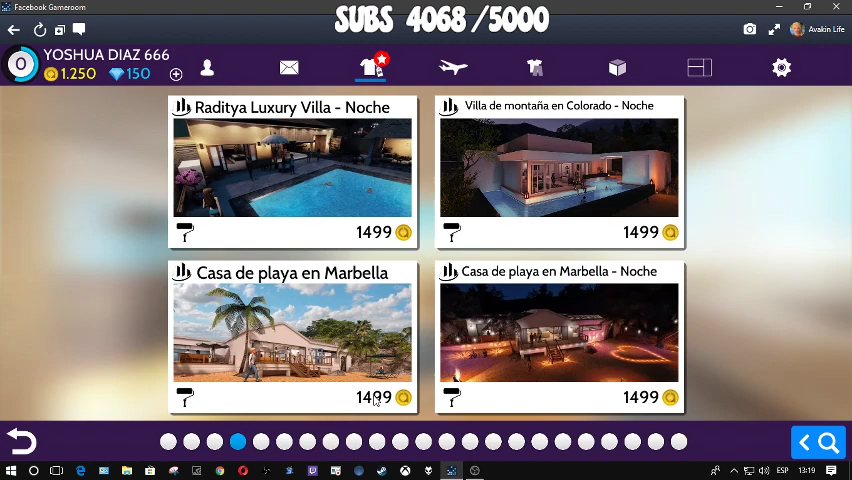 Facebook Gameroom
SUBS 4068/5000
Avakin Life
0
YOSHUA DIAZ 666
1.250 150
Raditya Luxury Villa - Noche
1499
Villa de montaña en Colorado - Noche
1499
Casa de playa en Marbella
1499
Casa de playa en Marbella - Noche
1499
ESP 13:19